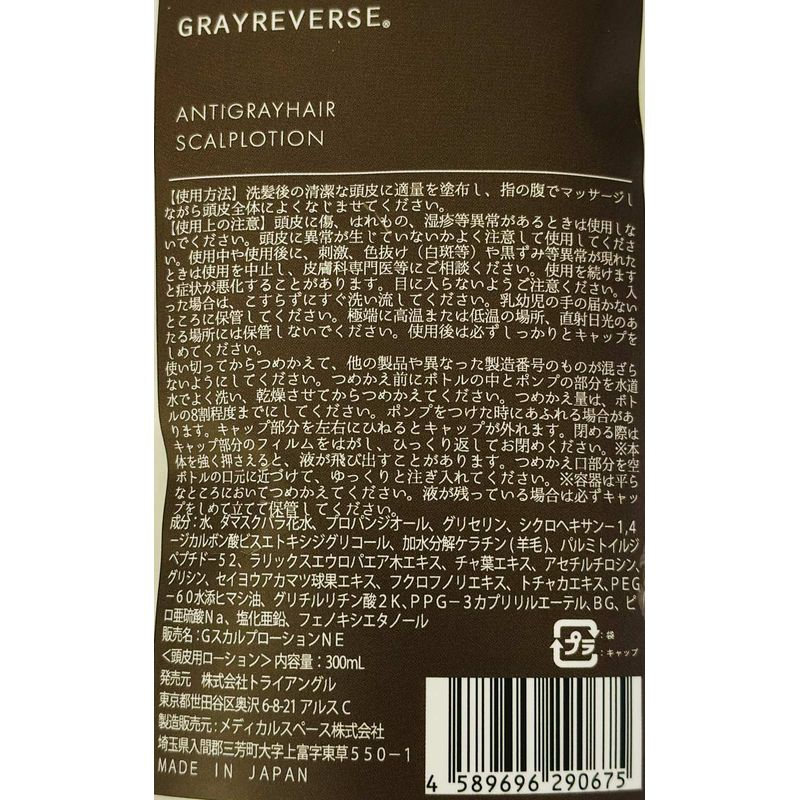 GRAYREVERSE®
ANTIGRAYHAIR
SCALPLOTION
【使用方法】洗髪後の清潔な頭皮に適量を塗布し、指の腹でマッサージし
ながら頭皮全体によくなじませてください。
【使用上の注意】頭皮に傷、はれもの、湿疹等異常があるときは使用しな
いでください。頭皮に異常が生じていないかよく注意して使用してくださ
い。使用中や使用後に、刺激、色抜け（白斑等）や黒ずみ等異常が現れた
ときは使用を中止し、皮膚科専門医等にご相談ください。使用を続けます
と症状が悪化することがあります。目に入らないようご注意ください。入
った場合は、こすらずにすぐ洗い流してください。乳幼児の手の届かない
ところに保管してください。極端に高温または低温の場所、直射日光のあ
たる場所には保管しないでください。使用後は必ずしっかりとキャップを
しめてください。
使い切ってからつめかえて、他の製品や異なった製造番号のものが混ざら
ないようにしてください。つめかえ前にボトルの中とポンプの部分を水道
水でよく洗い、乾燥させてからつめかえてください。つめかえ量は、ボト
ルの8割程度までにしてください。ポンプをつけた時にあふれる場合があ
ります。キャップ部分を左右にひねるとキャップが外れます。閉める際は
キャップ部分のフィルムをはがし、ひっくり返してお閉めください。※本
体を強く押さえると、液が飛び出すことがあります。つめかえ口部分を空
ボトルの口元に近づけて、ゆっくりと注ぎ入れてください。※容器は平ら
なところにおいてつめかえてください。液が残っている場合は必ずキャッ
プをしめて立てて保管してください。
成分:水、ダマスクバラ花水、プロパンジオール、グリセリン、シクロヘキサン－1,4
－ジカルボン酸ビスエトキシジグリコール、加水分解ケラチン(羊毛)、パルミトイルジ
ペプチド－52、ラリックスエウロパエア木エキス、チャ葉エキス、アセチルチロシン、
グリシン、セイヨウアカマツ球果エキス、フクロフノリエキス、トチャカエキス、PEG
－60水添ヒマシ油、グリチルリチン酸2K、PPG－3カプリリルエーテル、BG、ピ
ロ亜硫酸Na、塩化亜鉛、フェノキシエタノール
販売名:GスカルプローションNE
＜頭皮用ローション＞内容量:300mL
発売元 株式会社トライアングル
東京都世田谷区奥沢6-8-21アルスC
製造販売元:メディカルスペース株式会社
埼玉県入間郡三芳町大字上富字東草550－1
MADE IN JAPAN
プラ
:袋
:キャップ
4 589696 290675